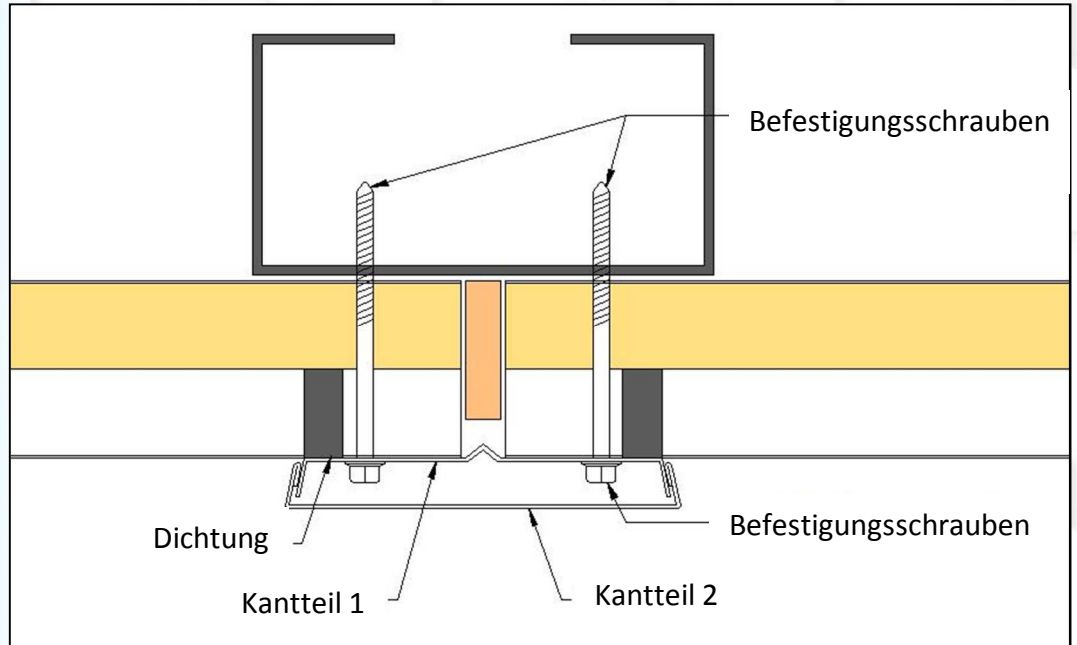 Befestigungsschrauben
Befestigungsschrauben
Dichtung
Kantteil 1
Kantteil 2